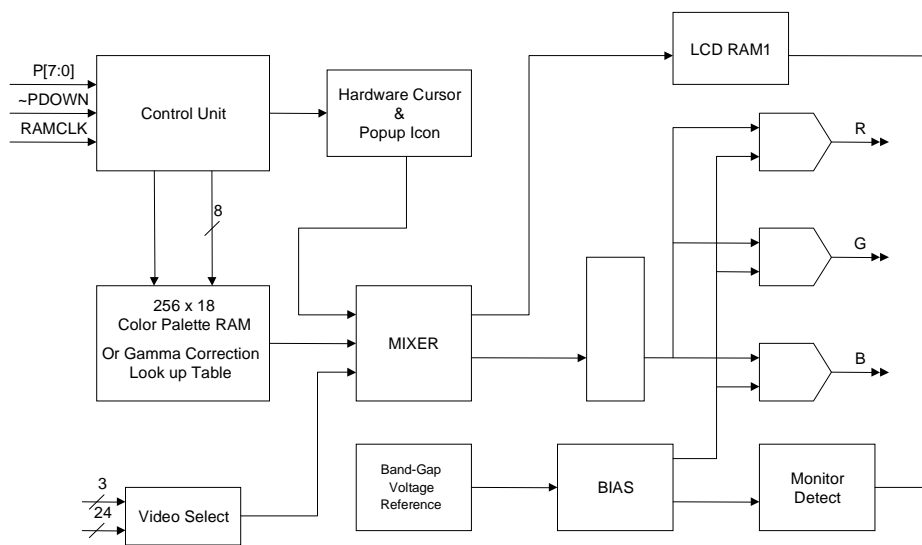 LCD RAM1
P[7:0]
~PDOWN
RAMCLK
Control Unit
Hardware Cursor
&
Popup Icon
R
8
G
256 x 18
Color Palette RAM
Or Gamma Correction
Look up Table
MIXER
B
3
24
Video Select
Band-Gap
Voltage
Reference
BIAS
Monitor
Detect